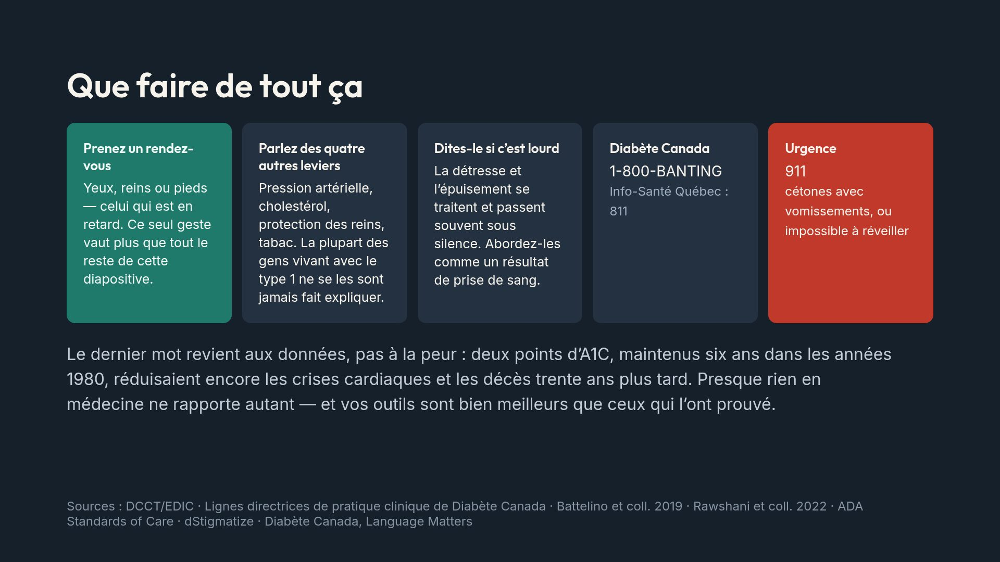 Que faire de tout ça
Prenez un rendez-
vous
Yeux, reins ou pieds
— celui qui est en
retard. Ce seul geste
vaut plus que tout le
reste de cette
diapositive.
Parlez des quatre
autres leviers
Pression artérielle,
cholestérol,
protection des reins,
tabac. La plupart des
gens vivant avec le
type 1 ne se les sont
jamais fait expliquer.
Dites-le si c’est lourd
La détresse et
l’épuisement se
traitent et passent
souvent sous
silence. Abordez-les
comme un résultat
de prise de sang.
Diabète Canada
1-800-BANTING
Info-Santé Québec :
811
Urgence
911
cétones avec
vomissements, ou
impossible à réveiller
Le dernier mot revient aux données, pas à la peur : deux points d’A1C, maintenus six ans dans les années
1980, réduisaient encore les crises cardiaques et les décès trente ans plus tard. Presque rien en
médecine ne rapporte autant — et vos outils sont bien meilleurs que ceux qui l’ont prouvé.
Sources : DCCT/EDIC · Lignes directrices de pratique clinique de Diabète Canada · Battelino et coll. 2019 · Rawshani et coll. 2022 · ADA
Standards of Care · dStigmatize · Diabète Canada, Language Matters